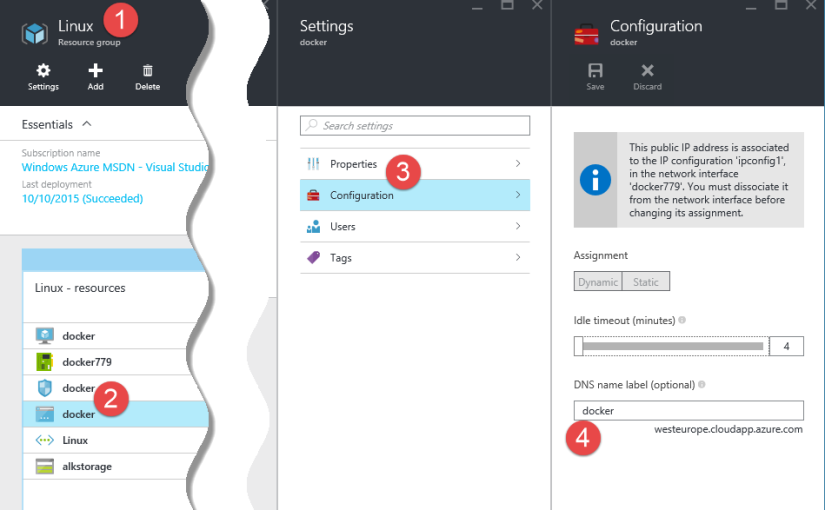 Linux
Resource group
1
Settings
Add
Delete
Essentials
Subscription name
Windows Azure MSDN - Visual Studio
Last deployment
10/10/2015 (Succeeded)
Linux - resources
docker
docker779
docker
docker
2
Linux
alkstorage
Settings
docker
Search settings
Properties
3
Configuration
Users
Tags
Configuration
docker
Save
Discard
This public IP address is associated
to the IP configuration 'ipconfig1',
in the network interface
'docker779'. You must dissociate it
from the network interface before
changing its assignment.
Assignment
Dynamic
Static
Idle timeout (minutes)
4
DNS name label (optional)
docker
4
westeurope.cloudapp.azure.com